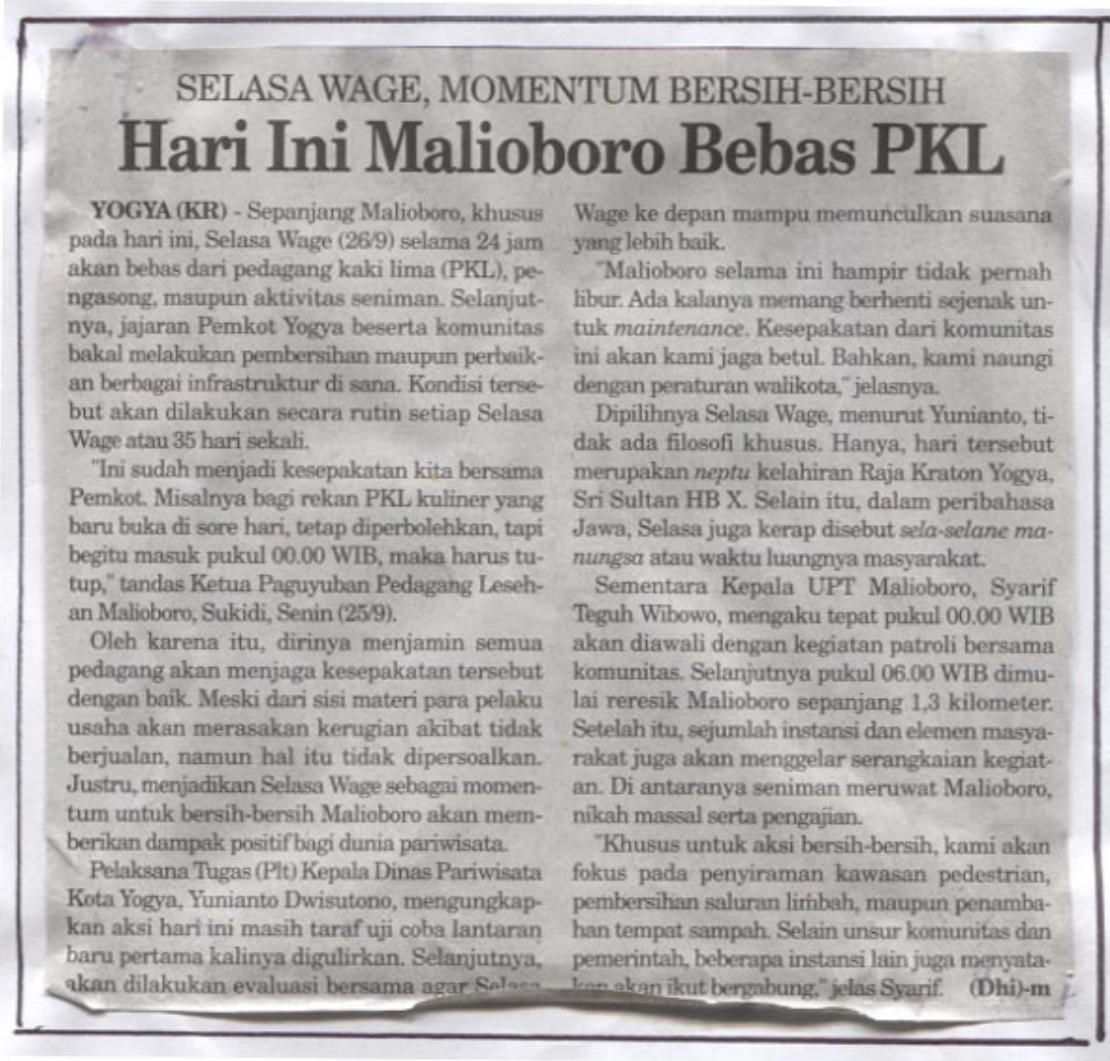 SELASA WAGE, MOMENTUM BERSIH-BERSIH
Hari Ini Malioboro Bebas PKL
YOGYA (KR) - Sepanjang Malioboro, khusus
pada hari ini, Selasa Wage (26/9) selama 24 jam
akan bebas dari pedagang kaki lima (PKL), pe-
ngasong, maupun aktivitas seniman. Selanjut-
nya, jajaran Pemkot Yogya beserta komunitas
bakal melakukan pembersihan maupun perbaik-
an berbagai infrastruktur di sana. Kondisi terse-
but akan dilakukan secara rutin setiap Selasa
Wage atau 35 hari sekali.
"Ini sudah menjadi kesepakatan kita bersama
Pemkot. Misalnya bagi rekan PKL kuliner yang
baru buka di sore hari, tetap diperbolehkan, tapi
begitu masuk pukul 00.00 WIB, maka harus tu-
tup," tandas Ketua Paguyuban Pedagang Leseh-
an Malioboro, Sukidi, Senin (25/9).
Oleh karena itu, dirinya menjamin semua
pedagang akan menjaga kesepakatan tersebut
dengan baik. Meski dari sisi materi para pelaku
usaha akan merasakan kerugian akibat tidak
berjualan, namun hal itu tidak dipersoalkan.
Justru, menjadikan Selasa Wage sebagai momen-
tum untuk bersih-bersih Malioboro akan mem-
berikan dampak positif bagi dunia pariwisata.
Pelaksana Tugas (Plt) Kepala Dinas Pariwisata
Kota Yogya, Yunianto Dwisutono, mengungkap-
kan aksi hari ini masih taraf uji coba lantaran
baru pertama kalinya digulirkan. Selanjutnya,
akan dilakukan evaluasi bersama agar Selasa
Wage ke depan mampu memunculkan suasana
yang lebih baik.
"Malioboro selama ini hampir tidak pernah
libur. Ada kalanya memang berhenti sejenak un-
tuk maintenance. Kesepakatan dari komunitas
ini akan kami jaga betul. Bahkan, kami naungi
dengan peraturan walikota," jelasnya.
Dipilihnya Selasa Wage, menurut Yunianto, ti-
dak ada filosofi khusus. Hanya, hari tersebut
merupakan neptu kelahiran Raja Kraton Yogya,
Sri Sultan HB X. Selain itu, dalam peribahasa
Jawa, Selasa juga kerap disebut sela-selane ma-
nungsa atau waktu luangnya masyarakat.
Sementara Kepala UPT Malioboro, Syarif
Teguh Wibowo, mengaku tepat pukul 00.00 WIB
akan diawali dengan kegiatan patroli bersama
komunitas. Selanjutnya pukul 06.00 WIB dimu-
lai reresik Malioboro sepanjang 1,3 kilometer.
Setelah itu, sejumlah instansi dan elemen masya-
rakat juga akan menggelar serangkaian kegiat-
an. Di antaranya seniman meruwat Malioboro,
nikah massal serta pengajian.
"Khusus untuk aksi bersih-bersih, kami akan
fokus pada penyiraman kawasan pedestrian,
pembersihan saluran limbah, maupun penamba-
han tempat sampah. Selain unsur komunitas dan
pemerintah, beberapa instansi lain juga menyata-
kan akan ikut bergabung," jelas Syarif. (Dhi)-m